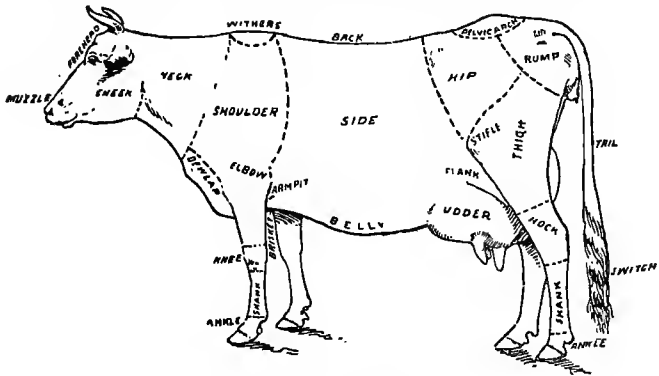 WITHERS
BACK
PELVIC ARCH
FOREHEAD
RUMP
HIP
MUZZLE
CHEEK
NECK
SHOULDER
SIDE
STIFLE
THIGH
TAIL
DEWLAP
ELBOW
ARMPIT
FLANK
BELLY
UDDER
HOCK
BRISKET
KNEE
SWITCH
SHANK
SHANK
ANKLE
ANKLE